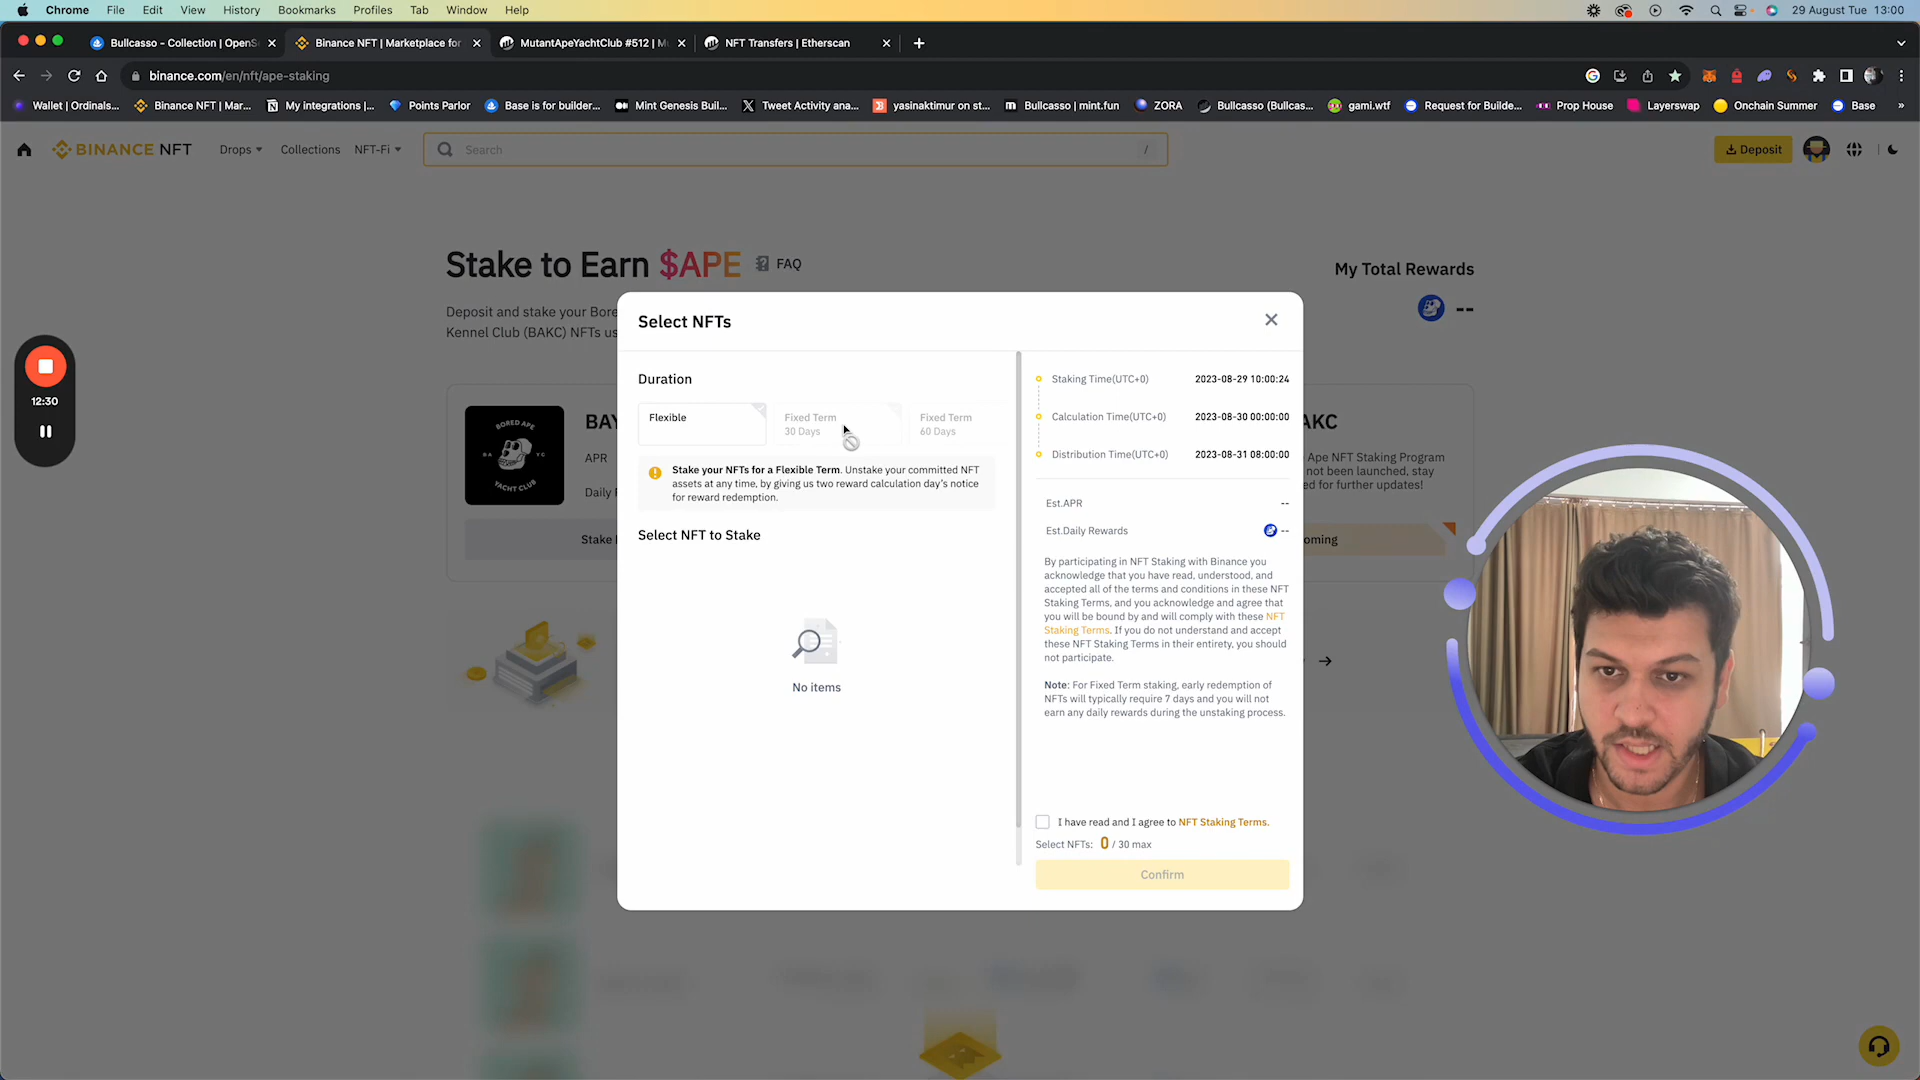 Chrome File Edit View History Bookmarks Profiles Tab Window Help 29 August Tue 13:00
Bullcasso - Collection | OpenSe Binance NFT | Marketplace for MutantApeYachtClub #512 | M NFT Transfers | Etherscan
binance.com/en/nft/ape-staking
Wallet | Ordinals... Binance NFT | Mar... My integrations |... Points Parlor Base is for builder... Mint Genesis Buil... Tweet Activity ana... yasinaktimur on st... Bullcasso | mint.fun Bullcasso (Bullcas... ZORA gami.wtf Request for Builde... Prop House Layerswap Onchain Summer Base »
BINANCE NFT Drops Collections NFT-Fi Search / Deposit
Stake to Earn $APE FAQ
My Total Rewards
--
Deposit and stake your Bore
Kennel Club (BAKC) NFTs us
12:30
BORED APE
BA YC
YACHT CLUB
BAY
APR
Daily
Stake
Select NFTs
Duration
Flexible
Fixed Term
30 Days
Fixed Term
60 Days
Stake your NFTs for a Flexible Term. Unstake your committed NFT
assets at any time, by giving us two reward calculation day's notice
for reward redemption.
Select NFT to Stake
No items
Staking Time(UTC+0) 2023-08-29 10:00:24
Calculation Time(UTC+0) 2023-08-30 00:00:00
Distribution Time(UTC+0) 2023-08-31 08:00:00
Est.APR --
Est.Daily Rewards --
By participating in NFT Staking with Binance you
acknowledge that you have read, understood, and
accepted all of the terms and conditions in these NFT
Staking Terms, and you acknowledge and agree that
you will be bound by and will comply with these NFT
Staking Terms. If you do not understand and accept
these NFT Staking Terms in their entirety, you should
not participate.
Note: For Fixed Term staking, early redemption of
NFTs will typically require 7 days and you will not
earn any daily rewards during the unstaking process.
I have read and I agree to NFT Staking Terms.
Select NFTs: 0 / 30 max
Confirm
AKC
Ape NFT Staking Program
not been launched, stay
ed for further updates!
oming